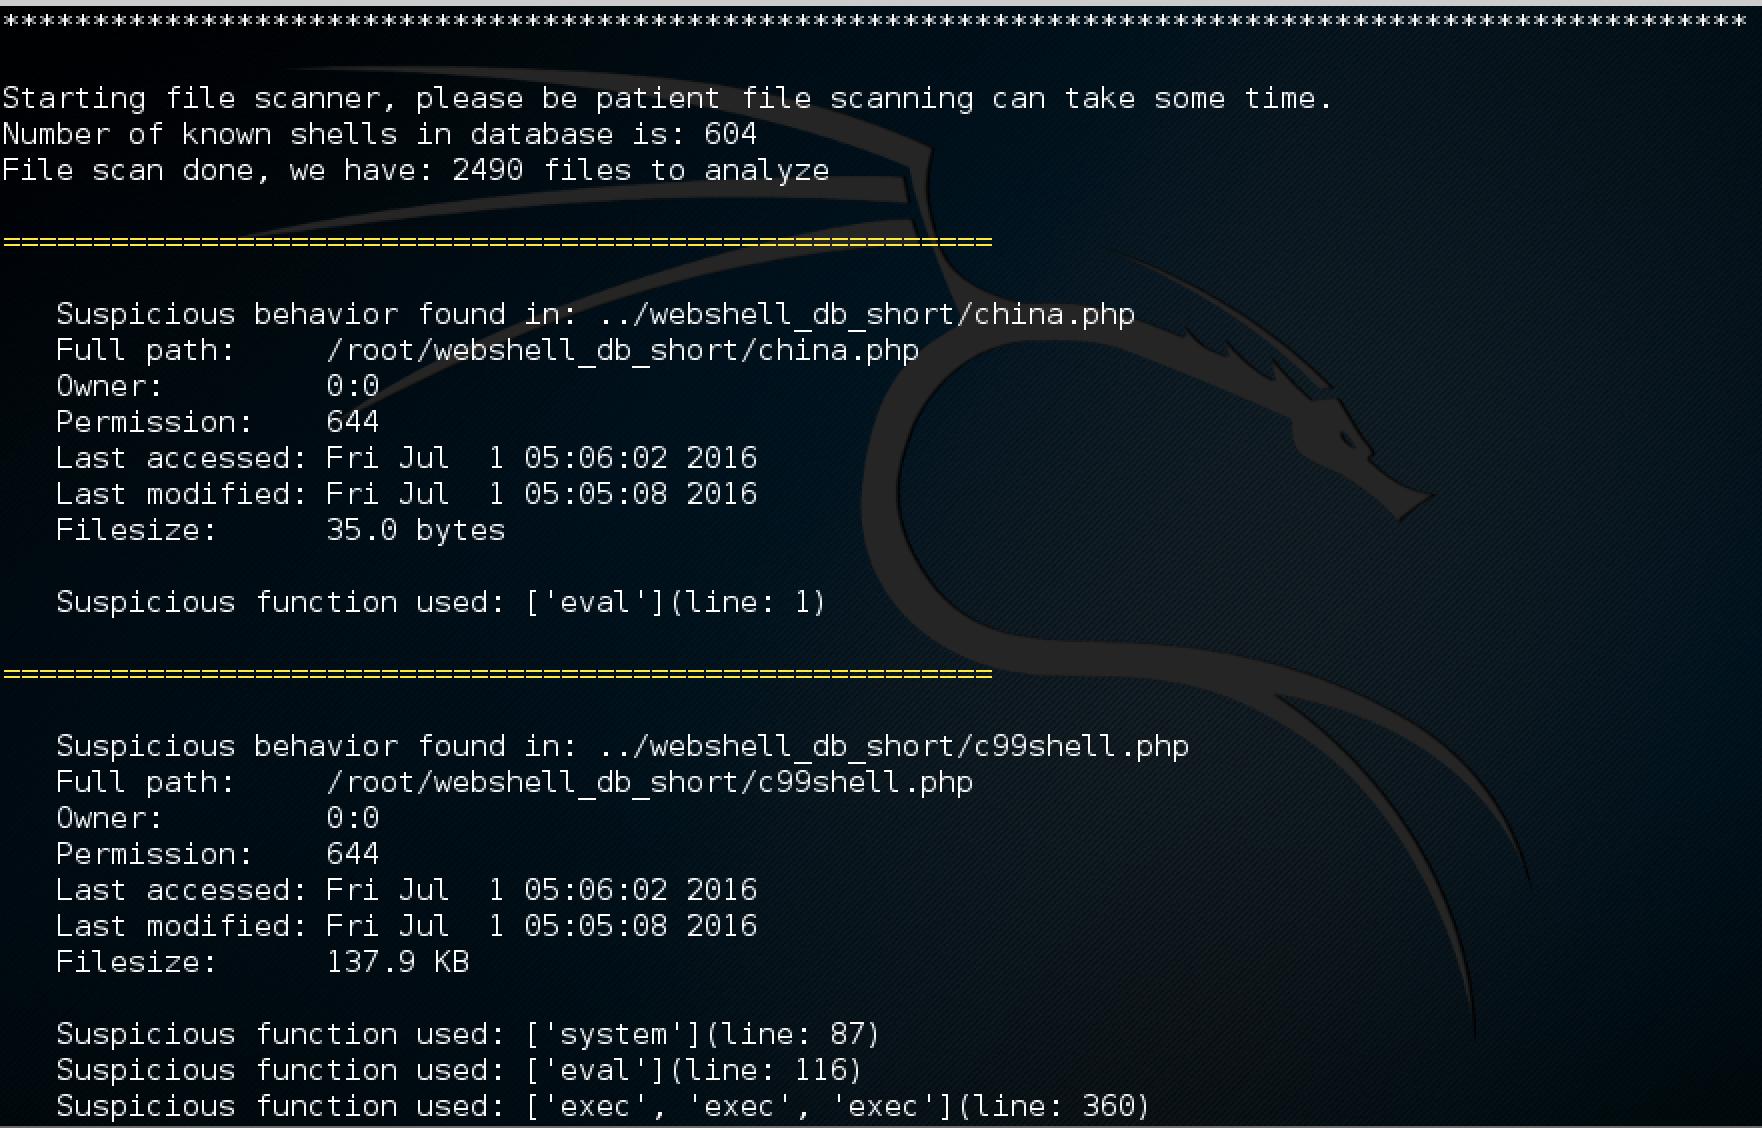 *************************************************************************************************
Starting file scanner, please be patient file scanning can take some time.
Number of known shells in database is: 604
File scan done, we have: 2490 files to analyze
=======================================================
Suspicious behavior found in: ../webshell_db_short/china.php
Full path:     /root/webshell_db_short/china.php
Owner:         0:0
Permission:    644
Last accessed: Fri Jul  1 05:06:02 2016
Last modified: Fri Jul  1 05:05:08 2016
Filesize:      35.0 bytes
Suspicious function used: ['eval'](line: 1)
=======================================================
Suspicious behavior found in: ../webshell_db_short/c99shell.php
Full path:     /root/webshell_db_short/c99shell.php
Owner:         0:0
Permission:    644
Last accessed: Fri Jul  1 05:06:02 2016
Last modified: Fri Jul  1 05:05:08 2016
Filesize:      137.9 KB
Suspicious function used: ['system'](line: 87)
Suspicious function used: ['eval'](line: 116)
Suspicious function used: ['exec', 'exec', 'exec'](line: 360)